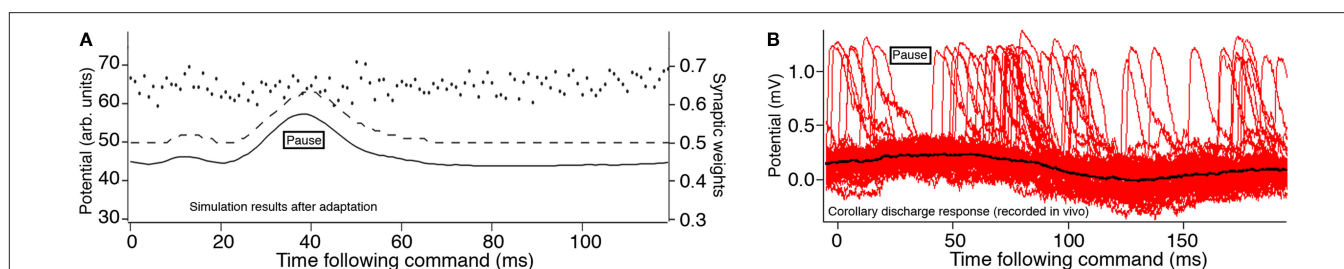 A
Potential (arb. units)
70
60
50
40
30
Pause
Simulation results after adaptation
0.7
0.6
0.5
0.4
0.3
Synaptic weights
0 20 40 60 80 100
Time following command (ms)
B
Potential (mV)
1.0
0.5
0.0
Pause
Corollary discharge response (recorded in vivo)
0 50 100 150
Time following command (ms)